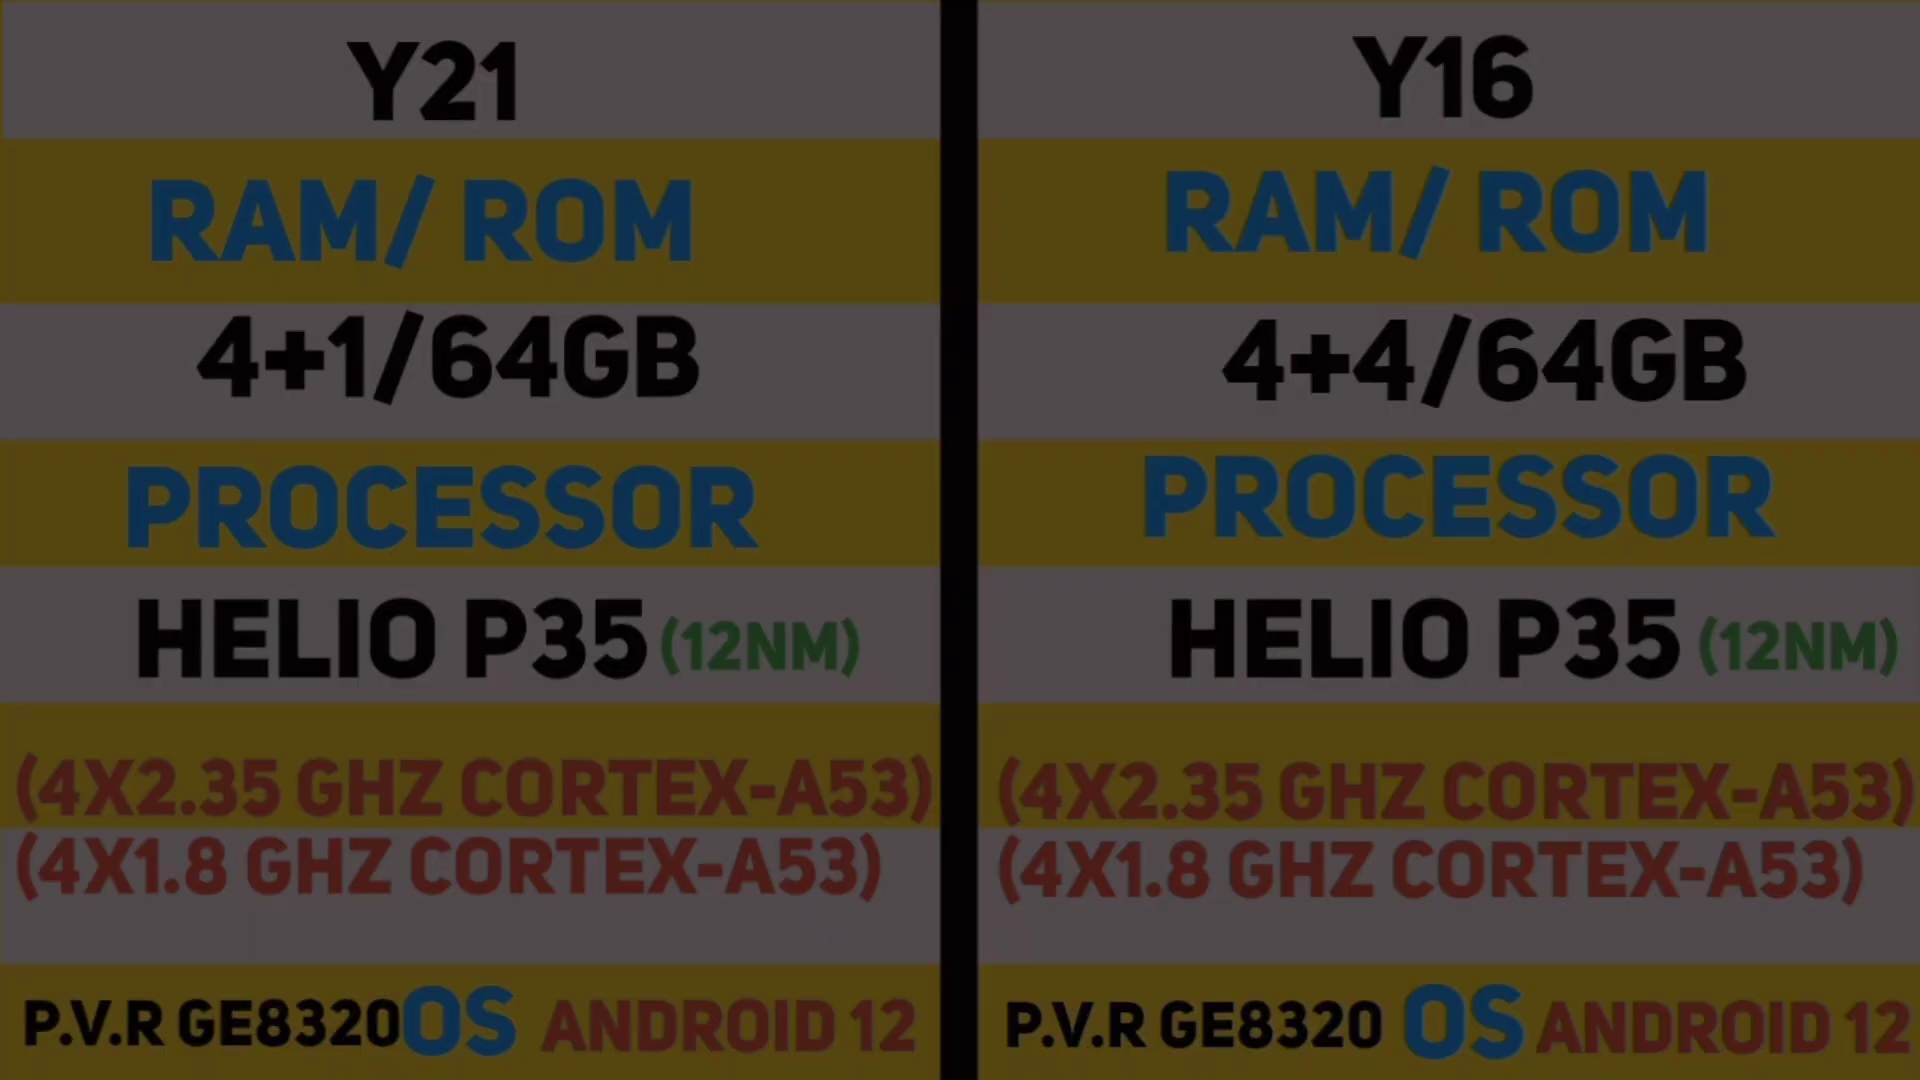 Y21
RAM/ ROM
4+1/64GB
PROCESSOR
HELIO P35 (12NM)
(4X2.35 GHZ CORTEX-A53)
(4X1.8 GHZ CORTEX-A53)
P.V.R GE8320 OS ANDROID 12
Y16
RAM/ ROM
4+4/64GB
PROCESSOR
HELIO P35 (12NM)
(4X2.35 GHZ CORTEX-A53)
(4X1.8 GHZ CORTEX-A53)
P.V.R GE8320 OS ANDROID 12